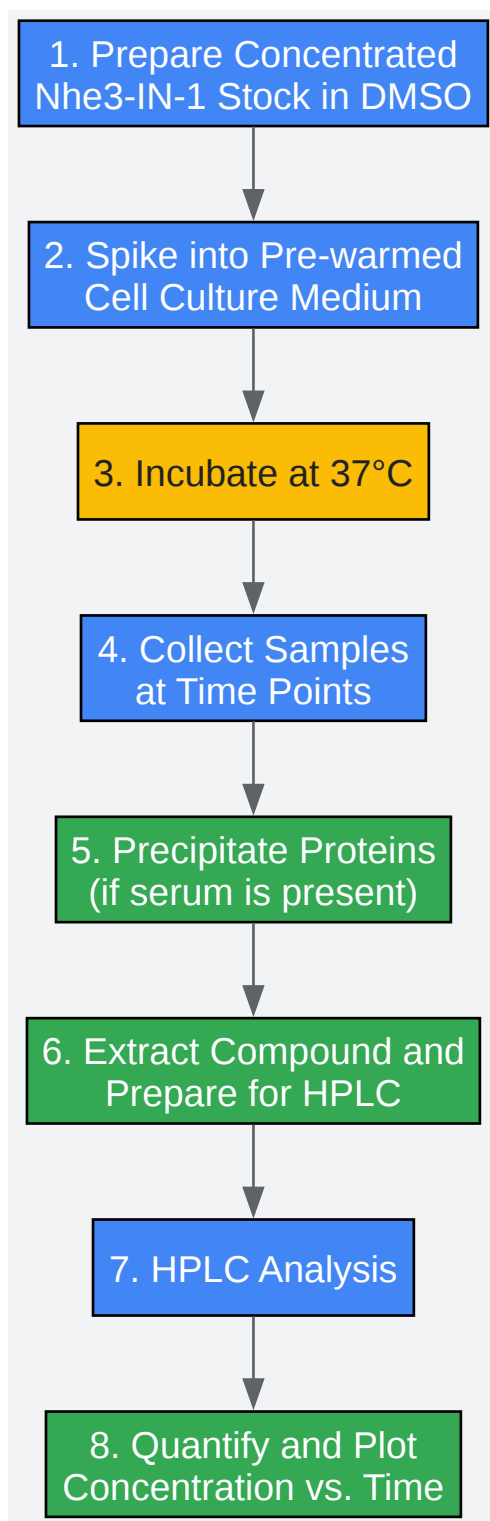 1. Prepare Concentrated
Nhe3-IN-1 Stock in DMSO
2. Spike into Pre-warmed
Cell Culture Medium
3. Incubate at 37°C
4. Collect Samples
at Time Points
5. Precipitate Proteins
(if serum is present)
6. Extract Compound and
Prepare for HPLC
7. HPLC Analysis
8. Quantify and Plot
Concentration vs. Time